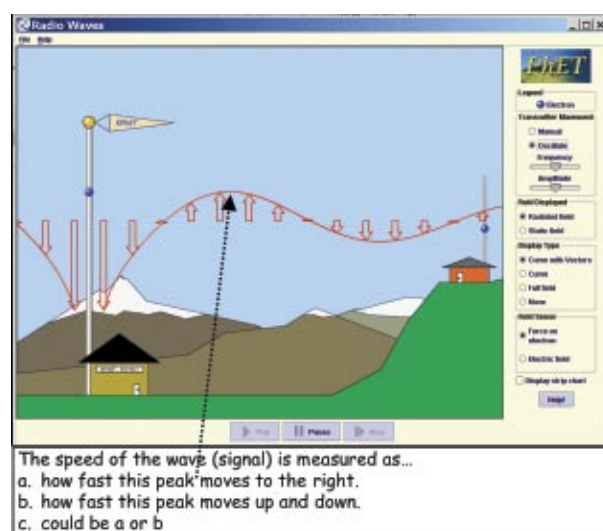 Radio Waves
File Help
PhET
KPhET
Legend
Electron
Transmitter Movement
Manual
Oscillate
Frequency
Amplitude
Field Displayed
Radiated field
Static field
Display Type
Curve with Vectors
Curve
Full field
None
Field Sense
Force on
electron
Electric field
Display strip chart
Help!
Play Pause Step
The speed of the wave (signal) is measured as...
a. how fast this peak moves to the right.
b. how fast this peak moves up and down.
c. could be a or b